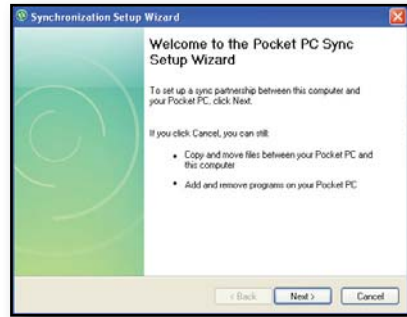 Synchronization Setup Wizard
Welcome to the Pocket PC Sync
Setup Wizard
To set up a sync partnership between this computer and
your Pocket PC, click Next.
If you click Cancel, you can still:
• Copy and move files between your Pocket PC and
this computer
• Add and remove programs on your Pocket PC
< Back Next > Cancel